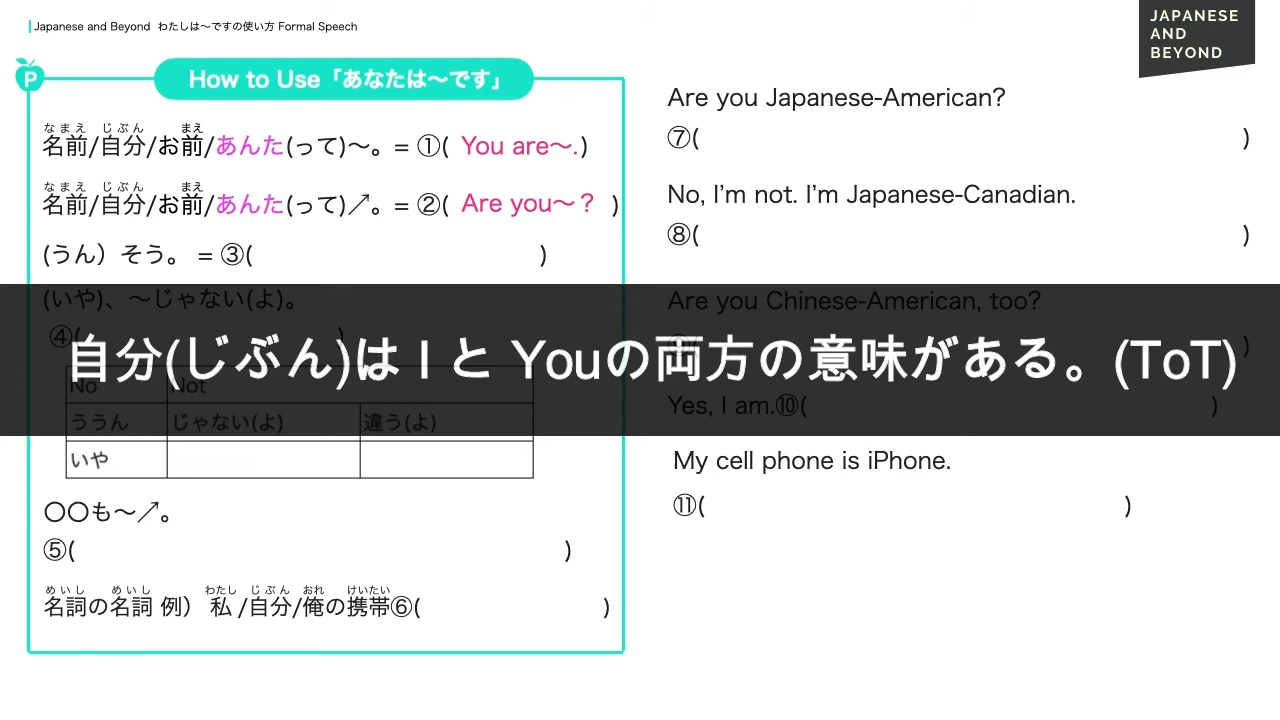 Japanese and Beyond わたしは〜ですの使い方 Formal Speech
JAPANESE
AND
BEYOND
P
How to Use「あなたは〜です」
なまえ じぶん まえ
名前/自分/お前/あんた(って)〜。= ①( You are〜.)
なまえ じぶん まえ
名前/自分/お前/あんた(って)↗。= ②( Are you〜？ )
(うん）そう。 = ③( )
(いや)、〜じゃない(よ)。
④( )
No Not
ううん じゃない(よ) 違う(よ)
いや
〇〇も〜↗。
⑤( )
めいし めいし わたし じぶん おれ けいたい
名詞の名詞 例） 私 /自分/俺の携帯⑥( )
Are you Japanese-American?
⑦( )
No, I’m not. I’m Japanese-Canadian.
⑧( )
Are you Chinese-American, too?
⑨( )
Yes, I am.⑩( )
My cell phone is iPhone.
⑪( )
自分(じぶん)は I と Youの両方の意味がある。(ToT)